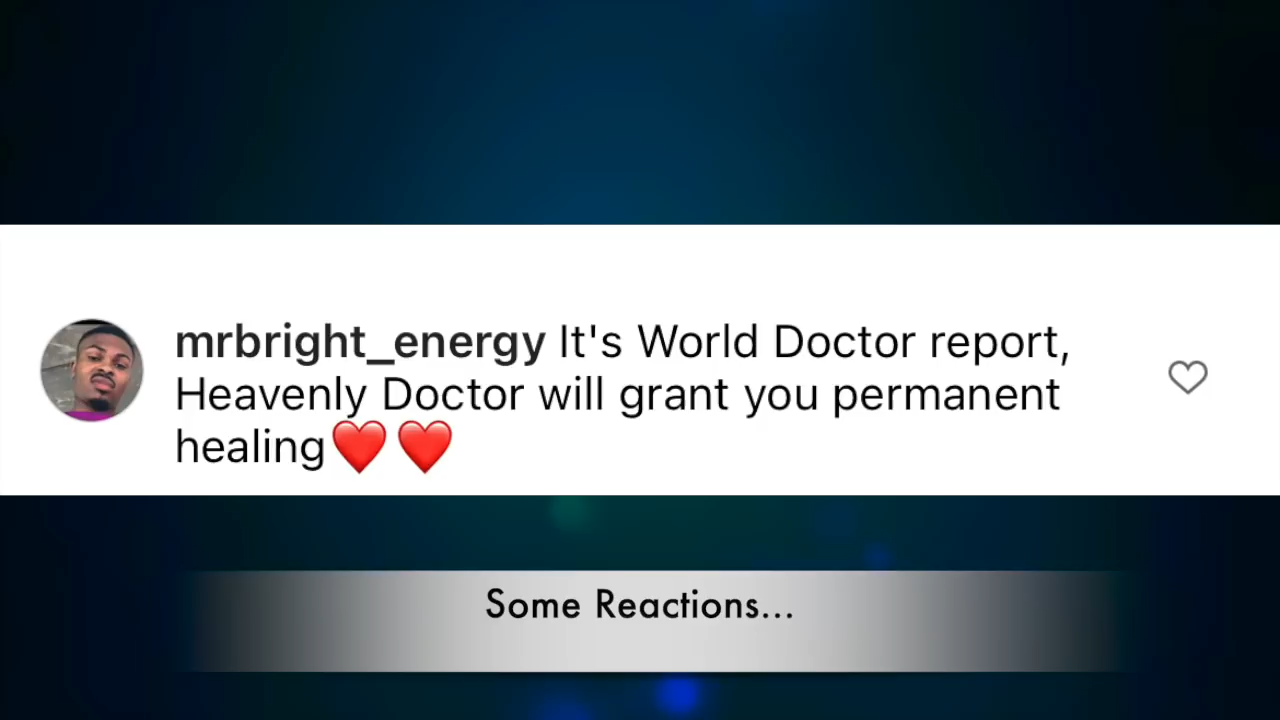 mrbright_energy It's World Doctor report,
Heavenly Doctor will grant you permanent
healing❤️❤️
Some Reactions...